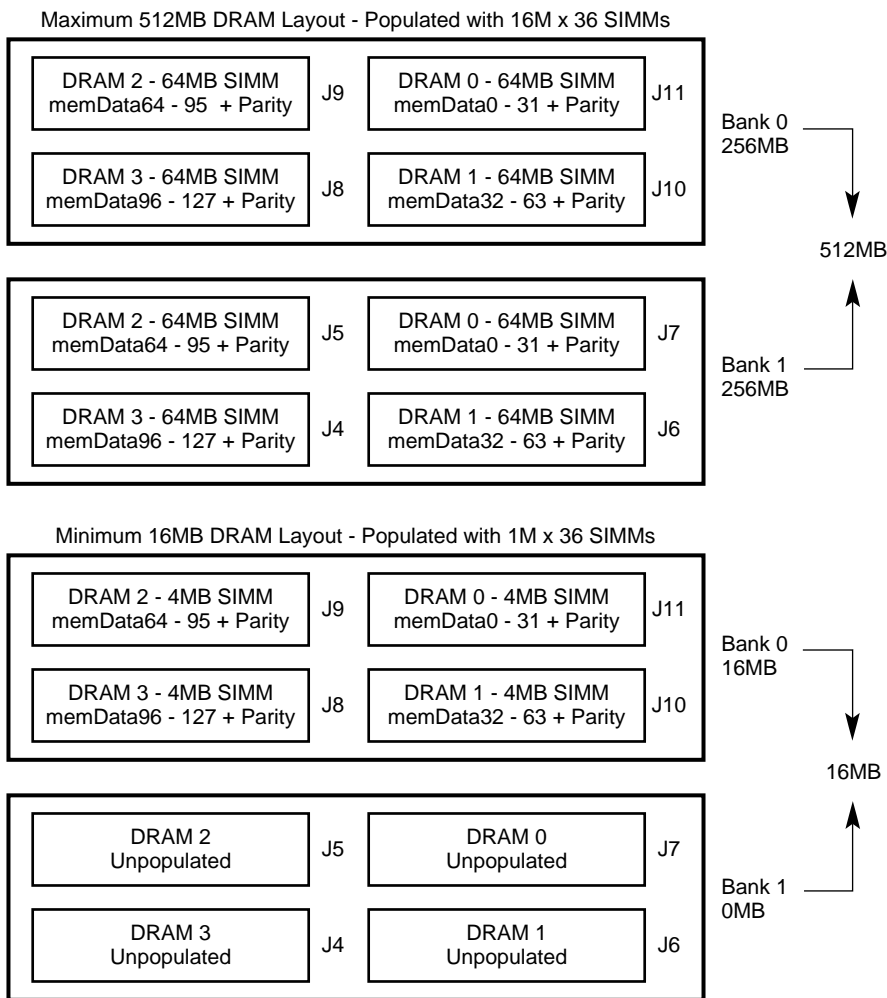 Maximum 512MB DRAM Layout - Populated with 16M x 36 SIMMs
DRAM 2 - 64MB SIMM
memData64 - 95 + Parity
J9
DRAM 0 - 64MB SIMM
memData0 - 31 + Parity
J11
DRAM 3 - 64MB SIMM
memData96 - 127 + Parity
J8
DRAM 1 - 64MB SIMM
memData32 - 63 + Parity
J10
Bank 0
256MB
512MB
DRAM 2 - 64MB SIMM
memData64 - 95 + Parity
J5
DRAM 0 - 64MB SIMM
memData0 - 31 + Parity
J7
DRAM 3 - 64MB SIMM
memData96 - 127 + Parity
J4
DRAM 1 - 64MB SIMM
memData32 - 63 + Parity
J6
Bank 1
256MB
Minimum 16MB DRAM Layout - Populated with 1M x 36 SIMMs
DRAM 2 - 4MB SIMM
memData64 - 95 + Parity
J9
DRAM 0 - 4MB SIMM
memData0 - 31 + Parity
J11
DRAM 3 - 4MB SIMM
memData96 - 127 + Parity
J8
DRAM 1 - 4MB SIMM
memData32 - 63 + Parity
J10
Bank 0
16MB
16MB
DRAM 2
Unpopulated
J5
DRAM 0
Unpopulated
J7
DRAM 3
Unpopulated
J4
DRAM 1
Unpopulated
J6
Bank 1
0MB